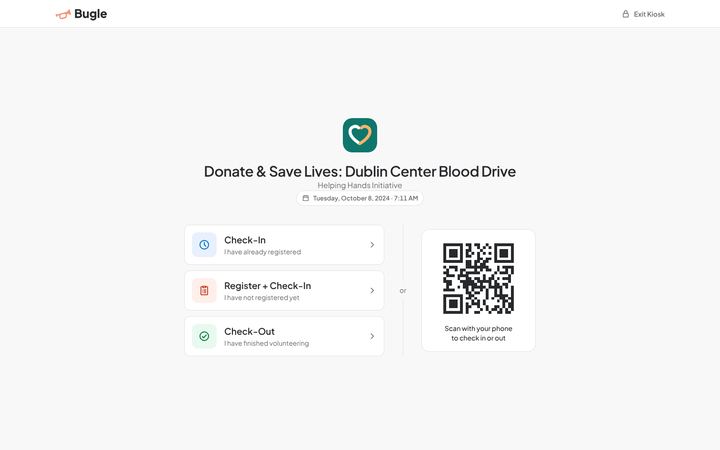 Bugle
Exit Kiosk
Donate & Save Lives: Dublin Center Blood Drive
Helping Hands Initiative
Tuesday, October 8, 2024 · 7:11 AM
Check-In
I have already registered
Register + Check-In
I have not registered yet
Check-Out
I have finished volunteering
or
Scan with your phone
to check in or out